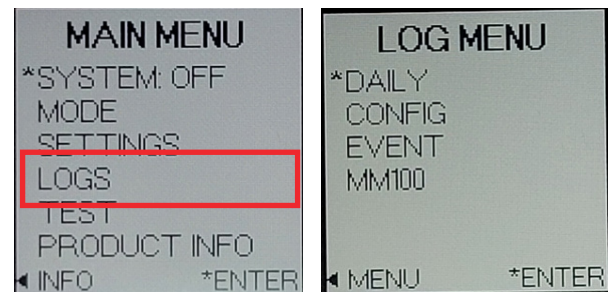 MAIN MENU
*SYSTEM: OFF
MODE
SETTINGS
LOGS
TEST
PRODUCT INFO
◄ INFO *ENTER
LOG MENU
*DAILY
CONFIG
EVENT
MM100
◄ MENU *ENTER